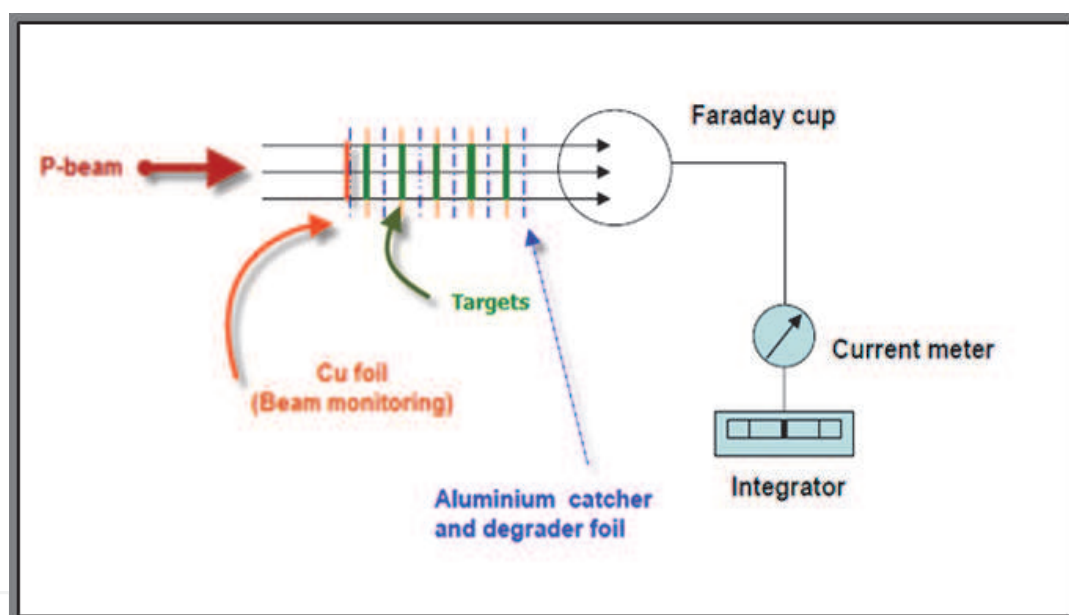 Faraday cup
P-beam
Targets
Cu foil
(Beam monitoring)
Current meter
Integrator
Aluminium catcher
and degrader foil